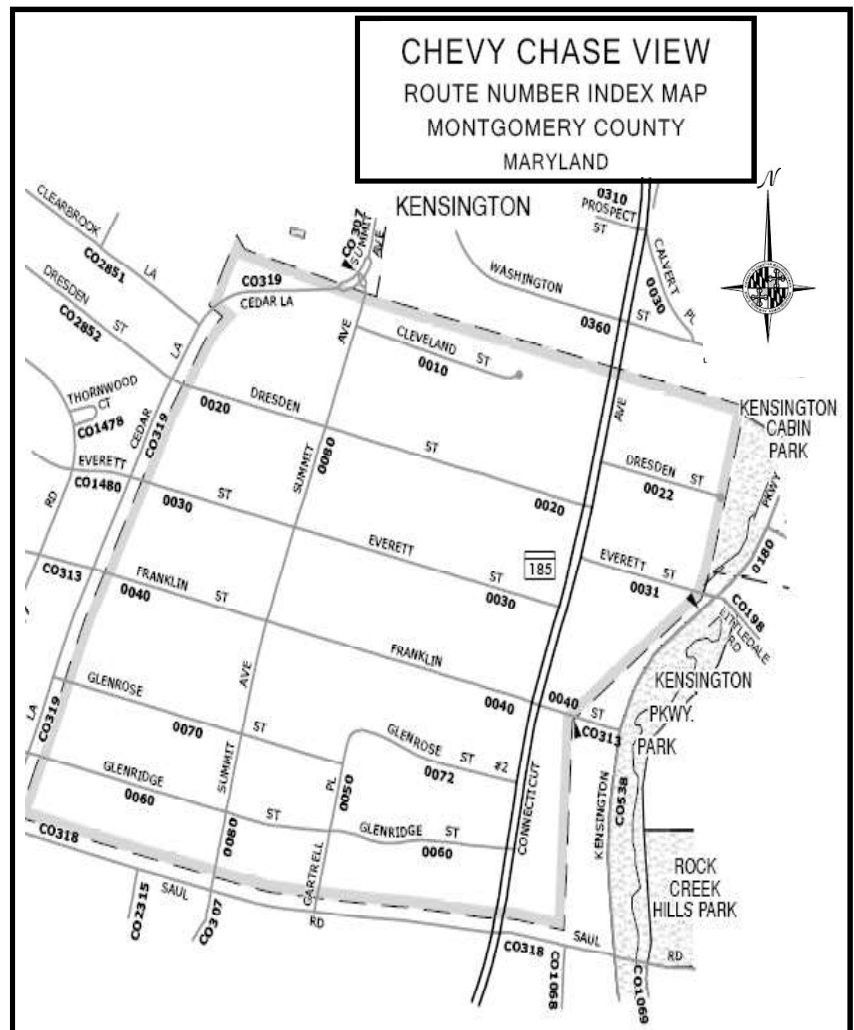 CHEVY CHASE VIEW
ROUTE NUMBER INDEX MAP
MONTGOMERY COUNTY
MARYLAND
N
0310
PROSPECT
ST
KENSINGTON
CLEARBROOK
LA
CO2851
CO307
SUMMIT
AVE
WASHINGTON
ST
0360
CALVERT
PL
0030
DRESDEN
ST
CO2852
CO319
CEDAR LA
CLEVELAND
ST
0010
AVE
LA
THORNWOOD
CT
CO1478
CEDAR
CO319
0020
DRESDEN
ST
0020
SUMMIT
0080
AVE
KENSINGTON
CABIN
PARK
DRESDEN
ST
0022
PKWY
EVERETT
CO1480
RD
0030
ST
EVERETT
ST
0030
185
EVERETT
ST
0031
0180
CO198
LITTLEDALE
RD
CO313
FRANKLIN
0040
ST
FRANKLIN
0040
0040
ST
CO313
KENSINGTON
PKWY.
PARK
AVE
GLENROSE
0070
ST
GLENROSE
ST
#2
0072
LA
CO319
SUMMIT
0080
PL
0050
GLENRIDGE
0060
ST
GLENRIDGE
ST
0060
CONNECTICUT
KENSINGTON
CO538
CO318
SAUL
RD
GARTRELL
CO2315
CO307
ROCK
CREEK
HILLS PARK
CO318
SAUL
RD
CO1068
CO1069